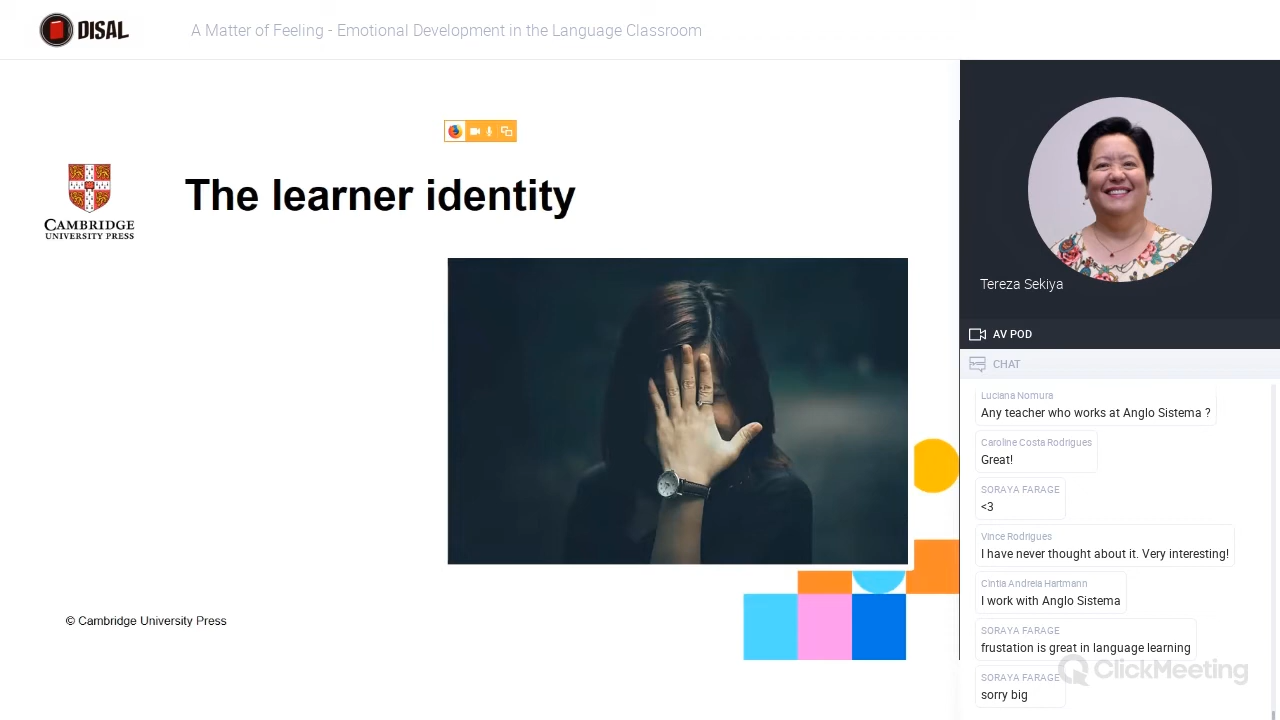 DISAL
A Matter of Feeling - Emotional Development in the Language Classroom
The learner identity
CAMBRIDGE
UNIVERSITY PRESS
© Cambridge University Press
Tereza Sekiya
AV POD
CHAT
Luciana Nomura
Any teacher who works at Anglo Sistema ?
Caroline Costa Rodrigues
Great!
SORAYA FARAGE
<3
Vince Rodrigues
I have never thought about it. Very interesting!
Cintia Andreia Hartmann
I work with Anglo Sistema
SORAYA FARAGE
frustation is great in language learning
SORAYA FARAGE
sorry big
ClickMeeting